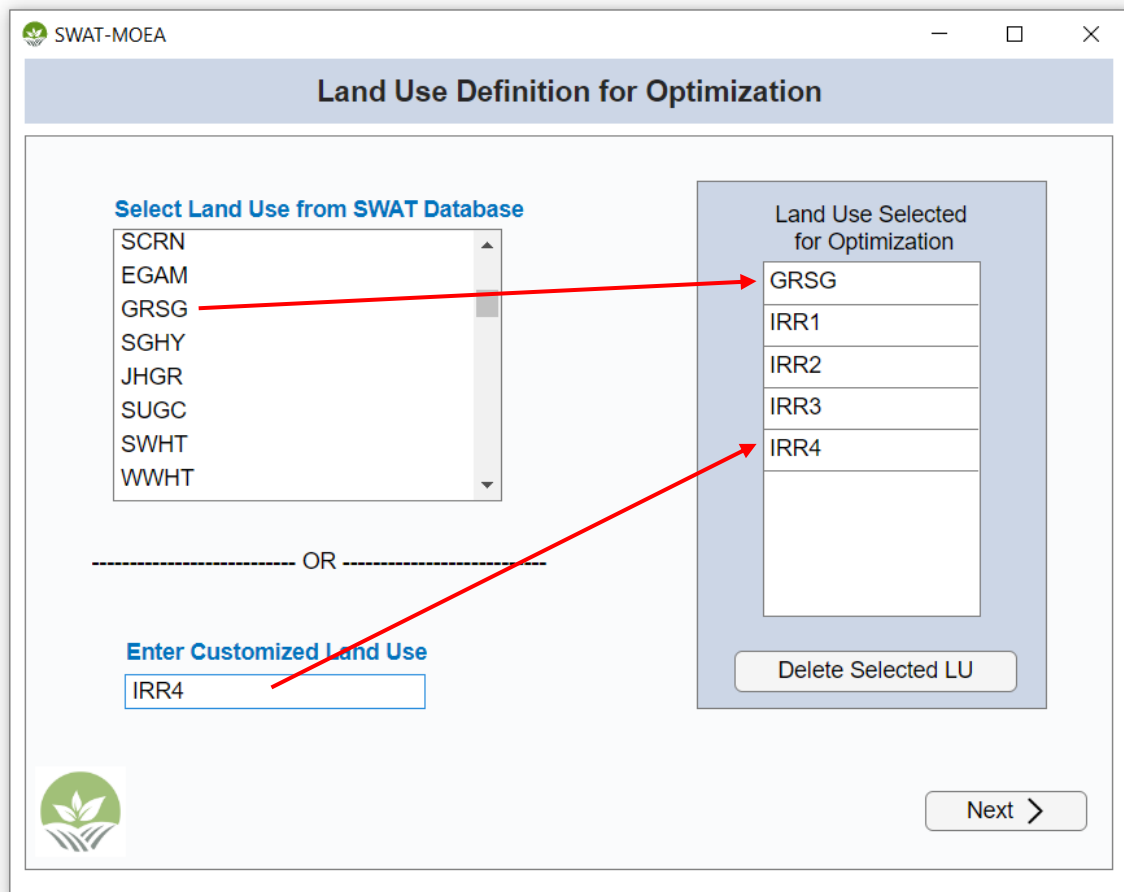 SWAT-MOEA
Land Use Definition for Optimization
Select Land Use from SWAT Database
SCRN
EGAM
GRSG
SGHY
JHGR
SUGC
SWHT
WWHT
--------------------------- OR ---------------------------
Enter Customized Land Use
IRR4
Land Use Selected
for Optimization
GRSG
IRR1
IRR2
IRR3
IRR4
Delete Selected LU
Next